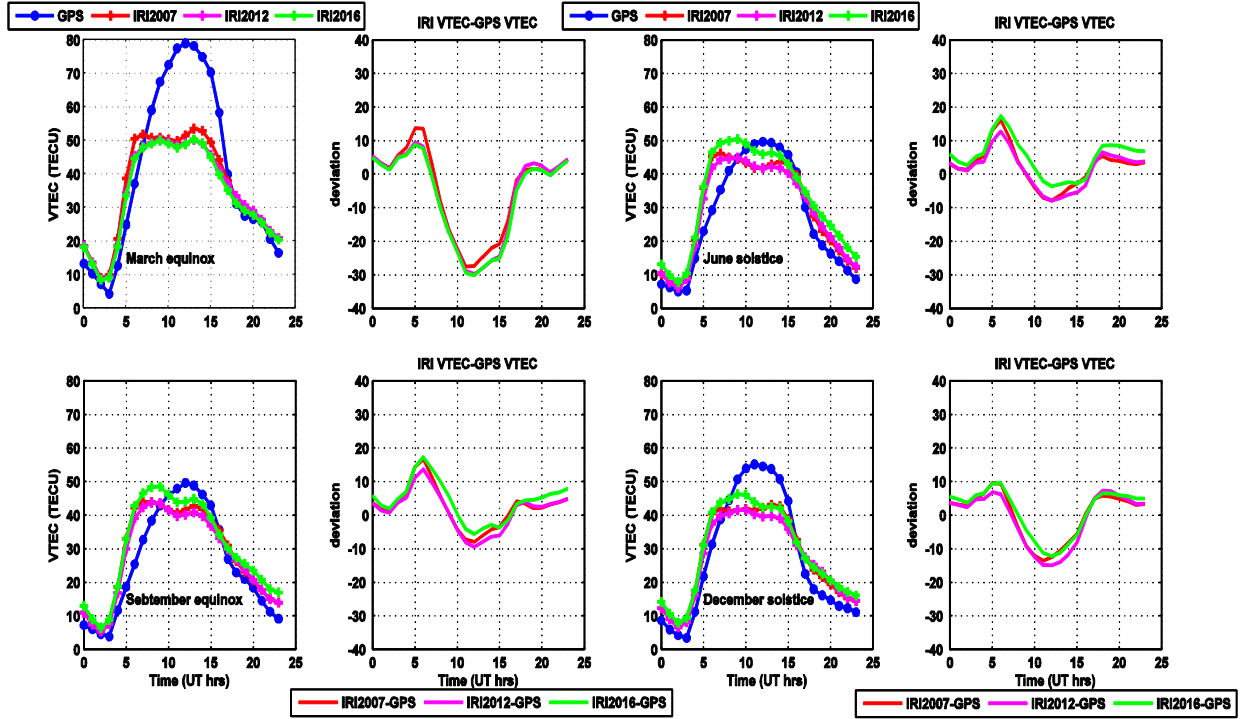 GPS IRI2007 IRI2012 IRI2016
GPS IRI2007 IRI2012 IRI2016
IRI VTEC-GPS VTEC
IRI VTEC-GPS VTEC
VTEC (TECU)
80
70
60
50
40
30
20
10
0
March equinox
0 5 10 15 20 25
deviation
40
30
20
10
0
-10
-20
-30
-40
0 5 10 15 20 25
VTEC (TECU)
80
70
60
50
40
30
20
10
0
June solstice
0 5 10 15 20 25
deviation
40
30
20
10
0
-10
-20
-30
-40
0 5 10 15 20 25
IRI VTEC-GPS VTEC
IRI VTEC-GPS VTEC
VTEC (TECU)
80
70
60
50
40
30
20
10
0
Sebtember equinox
0 5 10 15 20 25
Time (UT hrs)
deviation
40
30
20
10
0
-10
-20
-30
-40
0 5 10 15 20 25
VTEC (TECU)
80
70
60
50
40
30
20
10
0
December solstice
0 5 10 15 20 25
Time (UT hrs)
deviation
40
30
20
10
0
-10
-20
-30
-40
0 5 10 15 20 25
IRI2007-GPS IRI2012-GPS IRI2016-GPS
IRI2007-GPS IRI2012-GPS IRI2016-GPS